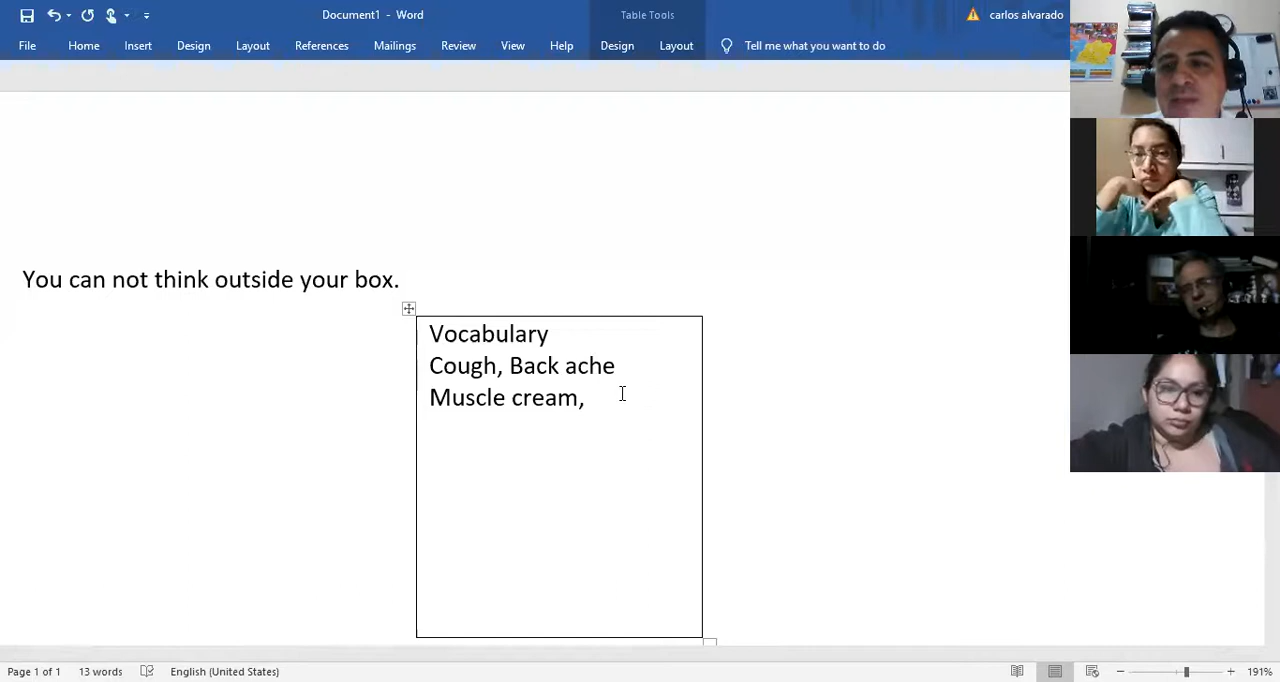 Document1 - Word
Table Tools
carlos alvarado
File Home Insert Design Layout References Mailings Review View Help Design Layout Tell me what you want to do
You can not think outside your box.
Vocabulary
Cough, Back ache
Muscle cream,
Page 1 of 1 13 words English (United States) 191%